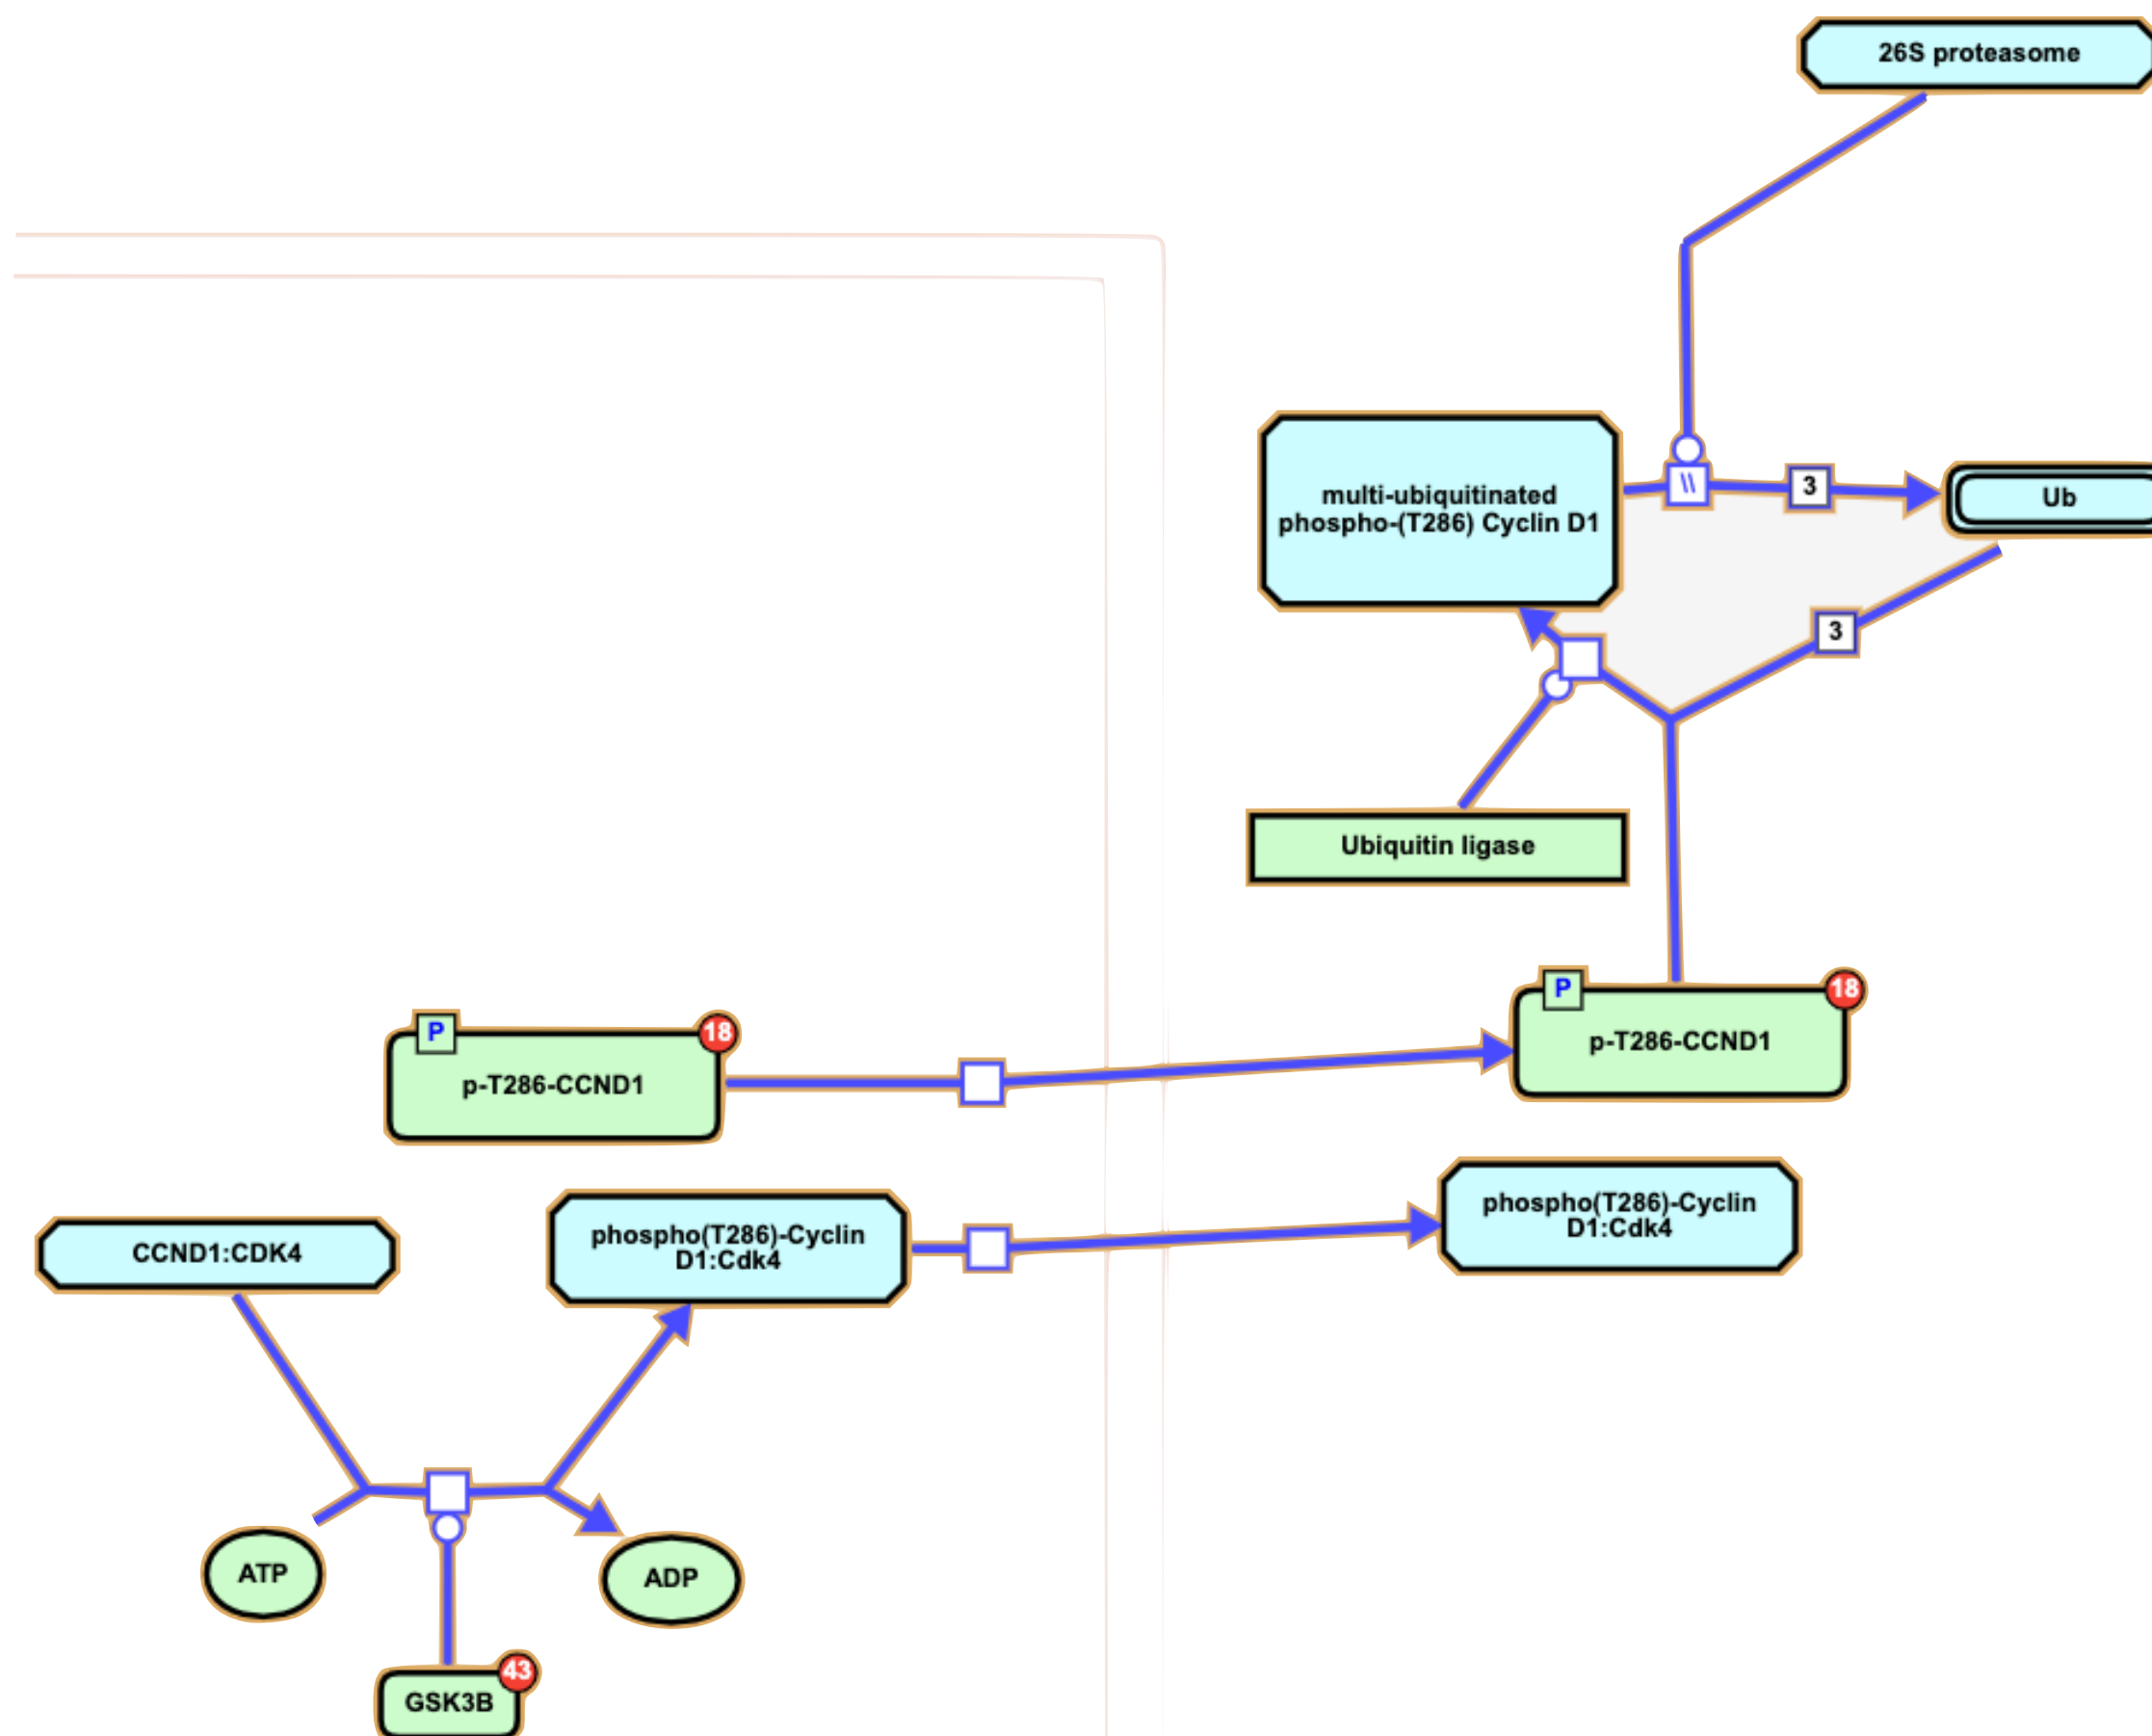 26S proteasome
multi-ubiquitinated
phospho-(T286) Cyclin D1
\\
3
Ub
3
Ubiquitin ligase
P
18
p-T286-CCND1
P
18
p-T286-CCND1
phospho(T286)-Cyclin
D1:Cdk4
phospho(T286)-Cyclin
D1:Cdk4
CCND1:CDK4
ATP
ADP
43
GSK3B